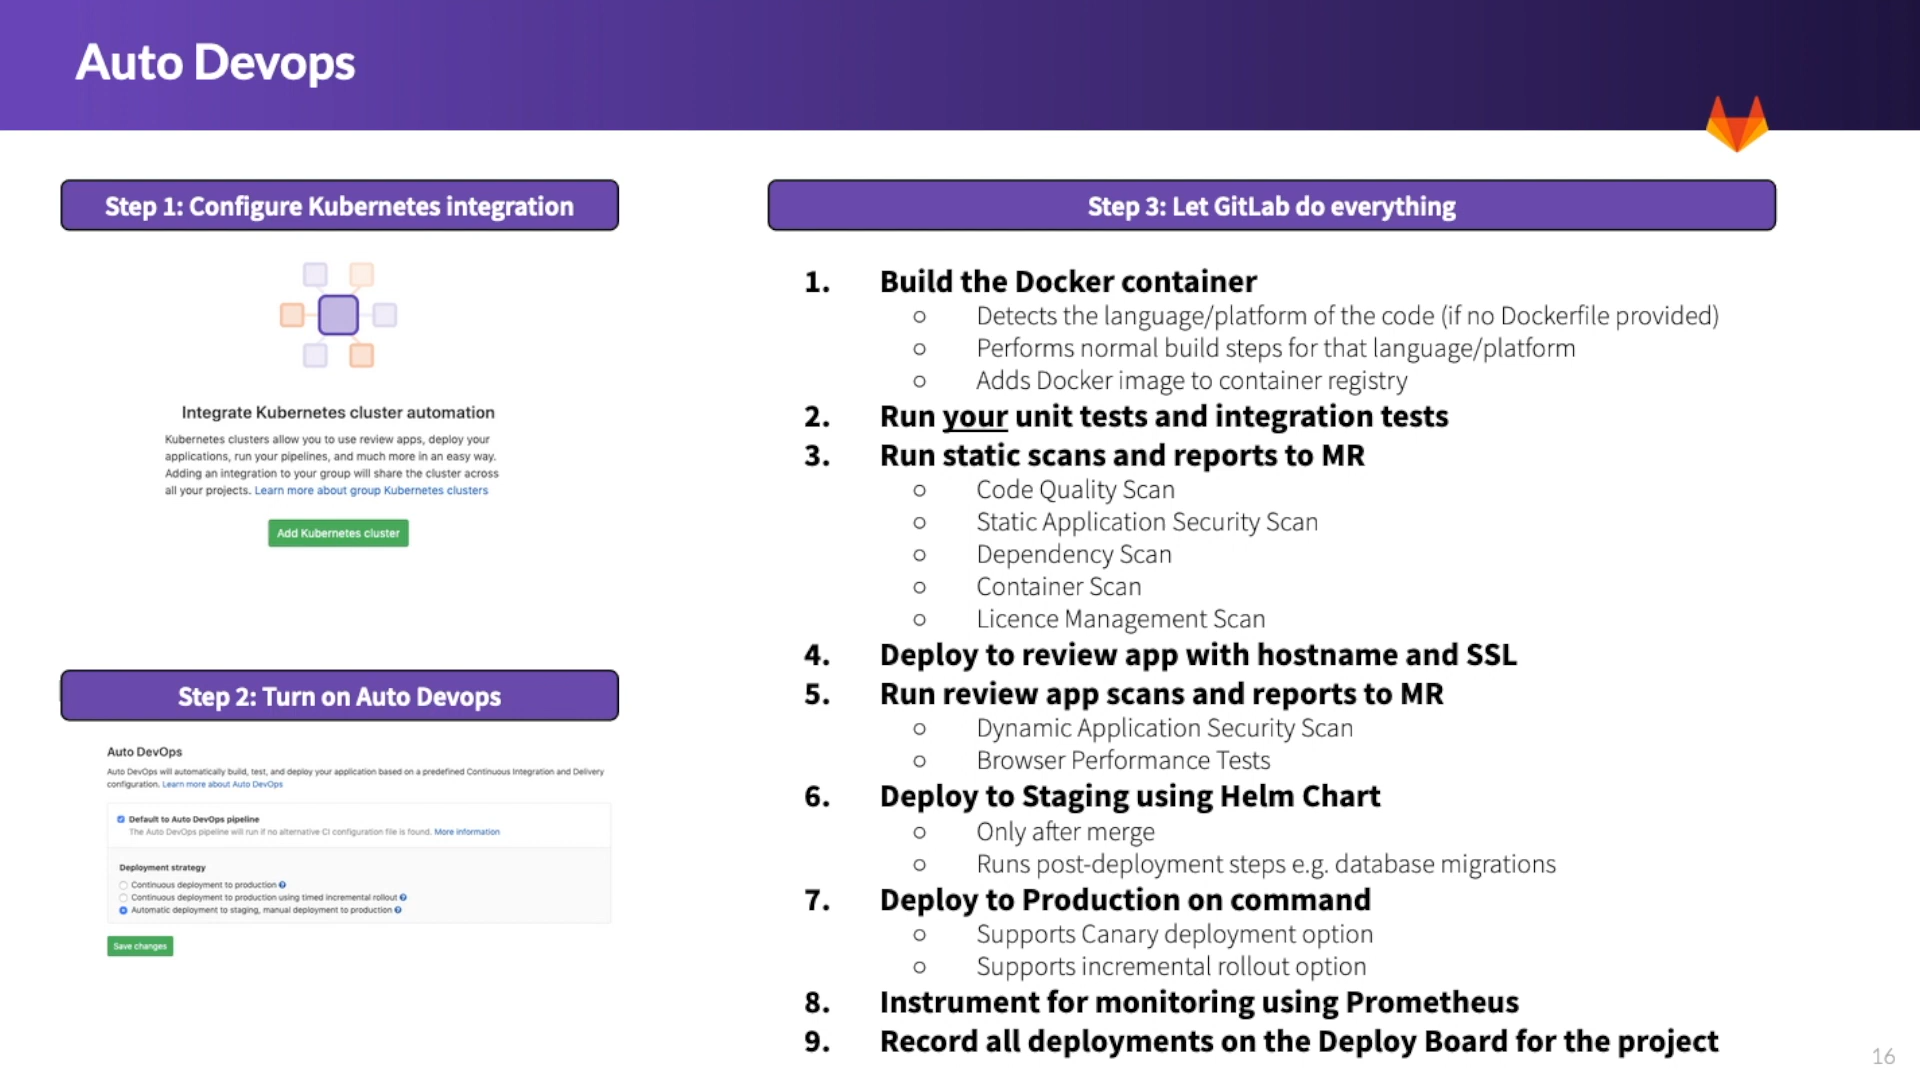 Auto Devops
Step 1: Configure Kubernetes integration
Integrate Kubernetes cluster automation
Kubernetes clusters allow you to use review apps, deploy your
applications, run your pipelines, and much more in an easy way.
Adding an integration to your group will share the cluster across
all your projects. Learn more about group Kubernetes clusters
Add Kubernetes cluster
Step 2: Turn on Auto Devops
Auto DevOps
Auto DevOps will automatically build, test, and deploy your application based on a predefined Continuous Integration and Delivery
configuration. Learn more about Auto DevOps
Default to Auto DevOps pipeline
The Auto DevOps pipeline will run if no alternative CI configuration file is found. More information
Deployment strategy
Continuous deployment to production ?
Continuous deployment to production using timed incremental rollout ?
Automatic deployment to staging, manual deployment to production ?
Save changes
Step 3: Let GitLab do everything
1. Build the Docker container
○ Detects the language/platform of the code (if no Dockerfile provided)
○ Performs normal build steps for that language/platform
○ Adds Docker image to container registry
2. Run your unit tests and integration tests
3. Run static scans and reports to MR
○ Code Quality Scan
○ Static Application Security Scan
○ Dependency Scan
○ Container Scan
○ Licence Management Scan
4. Deploy to review app with hostname and SSL
5. Run review app scans and reports to MR
○ Dynamic Application Security Scan
○ Browser Performance Tests
6. Deploy to Staging using Helm Chart
○ Only after merge
○ Runs post-deployment steps e.g. database migrations
7. Deploy to Production on command
○ Supports Canary deployment option
○ Supports incremental rollout option
8. Instrument for monitoring using Prometheus
9. Record all deployments on the Deploy Board for the project
16